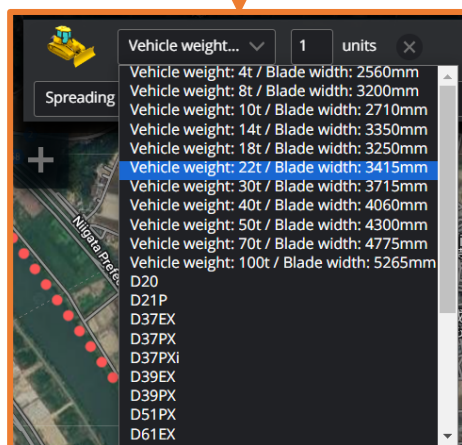 Vehicle weight... 1 units
Spreading
Vehicle weight: 4t / Blade width: 2560mm
Vehicle weight: 8t / Blade width: 3200mm
Vehicle weight: 10t / Blade width: 2710mm
Vehicle weight: 14t / Blade width: 3350mm
Vehicle weight: 18t / Blade width: 3250mm
Vehicle weight: 22t / Blade width: 3415mm
Vehicle weight: 30t / Blade width: 3715mm
Vehicle weight: 40t / Blade width: 4060mm
Vehicle weight: 50t / Blade width: 4300mm
Vehicle weight: 70t / Blade width: 4775mm
Vehicle weight: 100t / Blade width: 5265mm
D20
D21P
D37EX
D37PX
D37PXi
D39EX
D39PX
D51PX
D61EX
Niigata Prefec